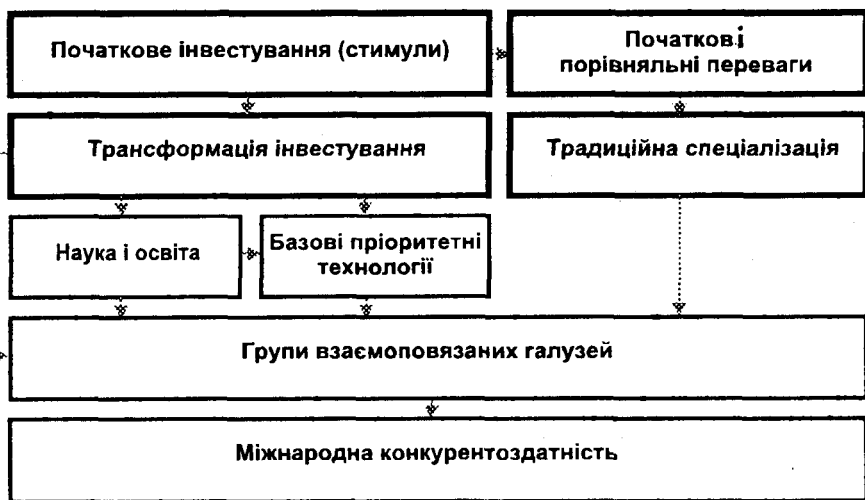 Початкове інвестування (стимули)
Початкові
порівняльні переваги
Трансформація інвестування
Традиційна спеціалізація
Наука і освіта
Базові пріоритетні
технології
Групи взаємоповязаних галузей
Міжнародна конкурентоздатність